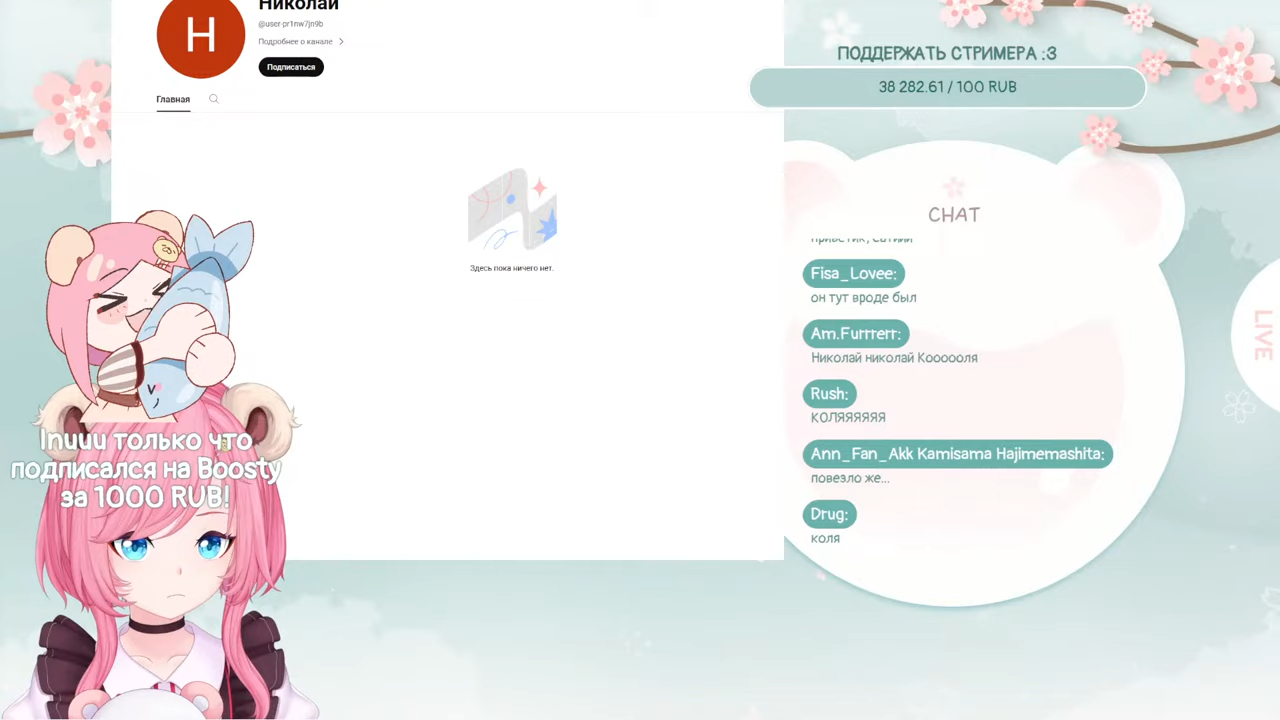 Николай
@user-pr1nw7jn9b
Подробнее о канале
Подписаться
Главная
Здесь пока ничего нет.
Н
Inuuu только что
подписался на Boosty
за 1000 RUB!
ПОДДЕРЖАТЬ СТРИМЕРА :3
38 282.61 / 100 RUB
CHAT
Fisa_Lovee:
он тут вроде был
Am.Furrrerr:
Николай николай Коооооля
Rush:
КОЛЯЯЯЯЯЯ
Ann_Fan_Akk Kamisama Hajimemashita:
повезло же...
Drug:
коля
LIVE